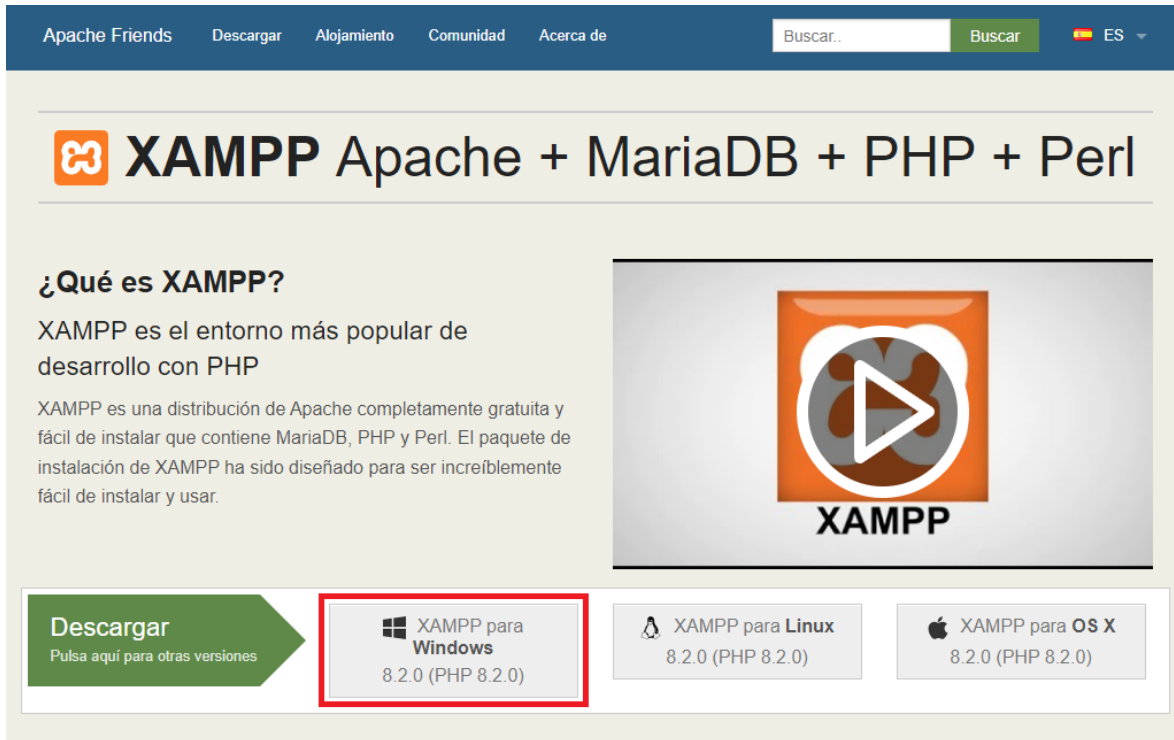 Apache Friends Descargar Alojamiento Comunidad Acerca de Buscar.. Buscar ES
XAMPP Apache + MariaDB + PHP + Perl
¿Qué es XAMPP?
XAMPP es el entorno más popular de
desarrollo con PHP
XAMPP es una distribución de Apache completamente gratuita y
fácil de instalar que contiene MariaDB, PHP y Perl. El paquete de
instalación de XAMPP ha sido diseñado para ser increíblemente
fácil de instalar y usar.
XAMPP
Descargar
Pulsa aquí para otras versiones
XAMPP para
Windows
8.2.0 (PHP 8.2.0)
XAMPP para Linux
8.2.0 (PHP 8.2.0)
XAMPP para OS X
8.2.0 (PHP 8.2.0)